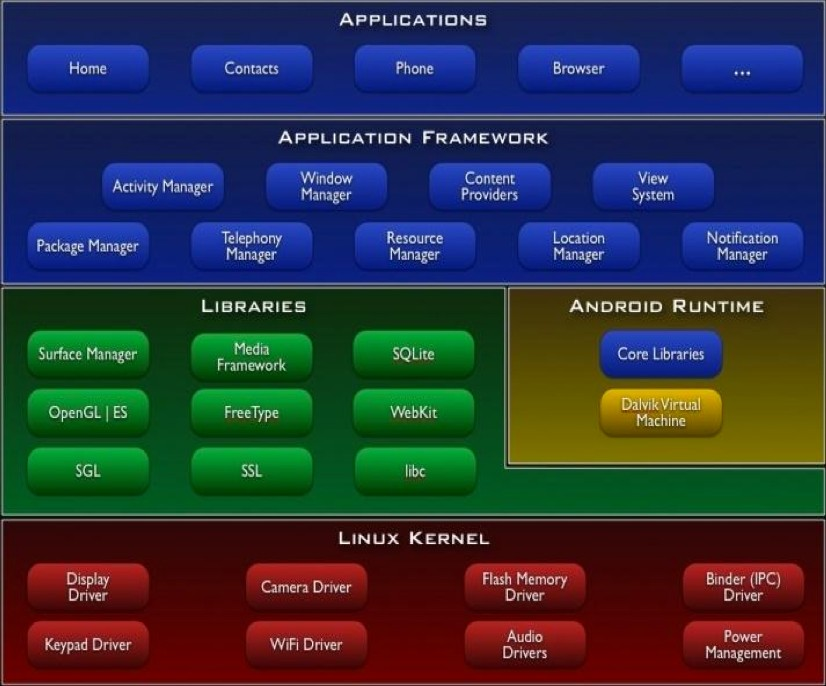 APPLICATIONS
Home
Contacts
Phone
Browser
...
APPLICATION FRAMEWORK
Activity Manager
Window
Manager
Content
Providers
View
System
Package Manager
Telephony
Manager
Resource
Manager
Location
Manager
Notification
Manager
LIBRARIES
Surface Manager
Media
Framework
SQLite
OpenGL | ES
FreeType
WebKit
SGL
SSL
libc
ANDROID RUNTIME
Core Libraries
Dalvik Virtual
Machine
LINUX KERNEL
Display
Driver
Camera Driver
Flash Memory
Driver
Binder (IPC)
Driver
Keypad Driver
WiFi Driver
Audio
Drivers
Power
Management